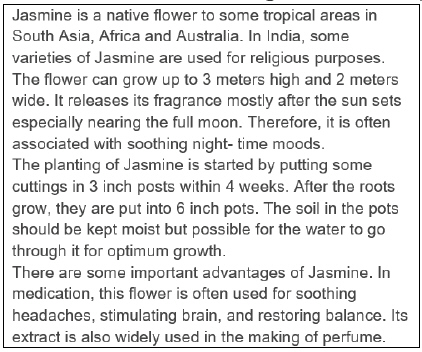 Jasmine is a native flower to some tropical areas in
South Asia, Africa and Australia. In India, some
varieties of Jasmine are used for religious purposes.
The flower can grow up to 3 meters high and 2 meters
wide. It releases its fragrance mostly after the sun sets
especially nearing the full moon. Therefore, it is often
associated with soothing night- time moods.
The planting of Jasmine is started by putting some
cuttings in 3 inch posts within 4 weeks. After the roots
grow, they are put into 6 inch pots. The soil in the pots
should be kept moist but possible for the water to go
through it for optimum growth.
There are some important advantages of Jasmine. In
medication, this flower is often used for soothing
headaches, stimulating brain, and restoring balance. Its
extract is also widely used in the making of perfume.